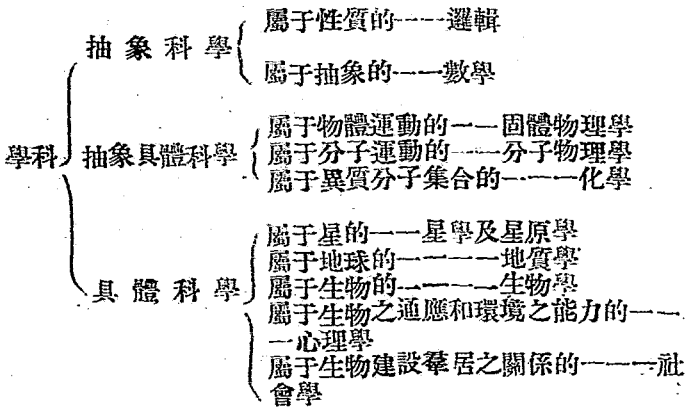 學科
抽象科學
屬于性質的——邏輯
屬于抽象的——數學
抽象具體科學
屬于物體運動的——固體物理學
屬于分子運動的——分子物理學
屬于異質分子集合的———化學
具體科學
屬于星的——星學及星原學
屬于地球的————地質學
屬于生物的————生物學
屬于生物之適應和環境之能力的——
—心理學
屬于生物建設羣居之關係的———社
會學